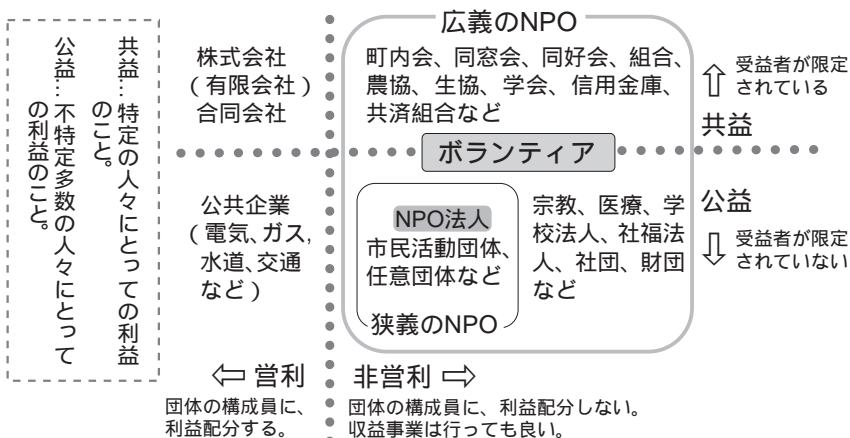 共益…特定の人々にとっての利益
のこと。
公益…不特定多数の人々にとって
の利益のこと。
株式会社
（有限会社）
合同会社
広義のNPO
町内会、同窓会、同好会、組合、
農協、生協、学会、信用金庫、
共済組合など
受益者が限定
されている
共益
ボランティア
公共企業
（電気、ガス,
水道、交通
など）
NPO法人
市民活動団体、
任意団体など
狭義のNPO
宗教、医療、学
校法人、社福法
人、社団、財団
など
公益
受益者が限定
されていない
⇦ 営利
団体の構成員に、
利益配分する。
非営利 ⇨
団体の構成員に、利益配分しない。
収益事業は行っても良い。